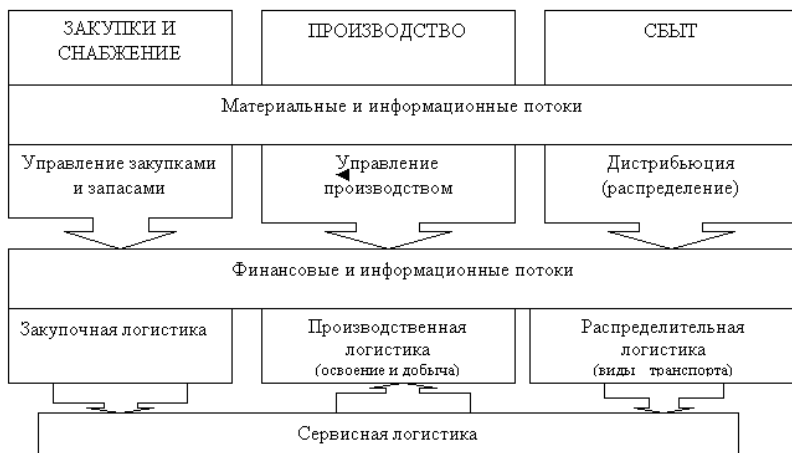 ЗАКУПКИ И
СНАБЖЕНИЕ
ПРОИЗВОДСТВО
СБЫТ
Материальные и информационные потоки
Управление закупками
и запасами
Управление
производством
Дистрибьюция
(распределение)
Финансовые и информационные потоки
Закупочная логистика
Производственная
логистика
(освоение и добыча)
Распределительная
логистика
(виды транспорта)
Сервисная логистика